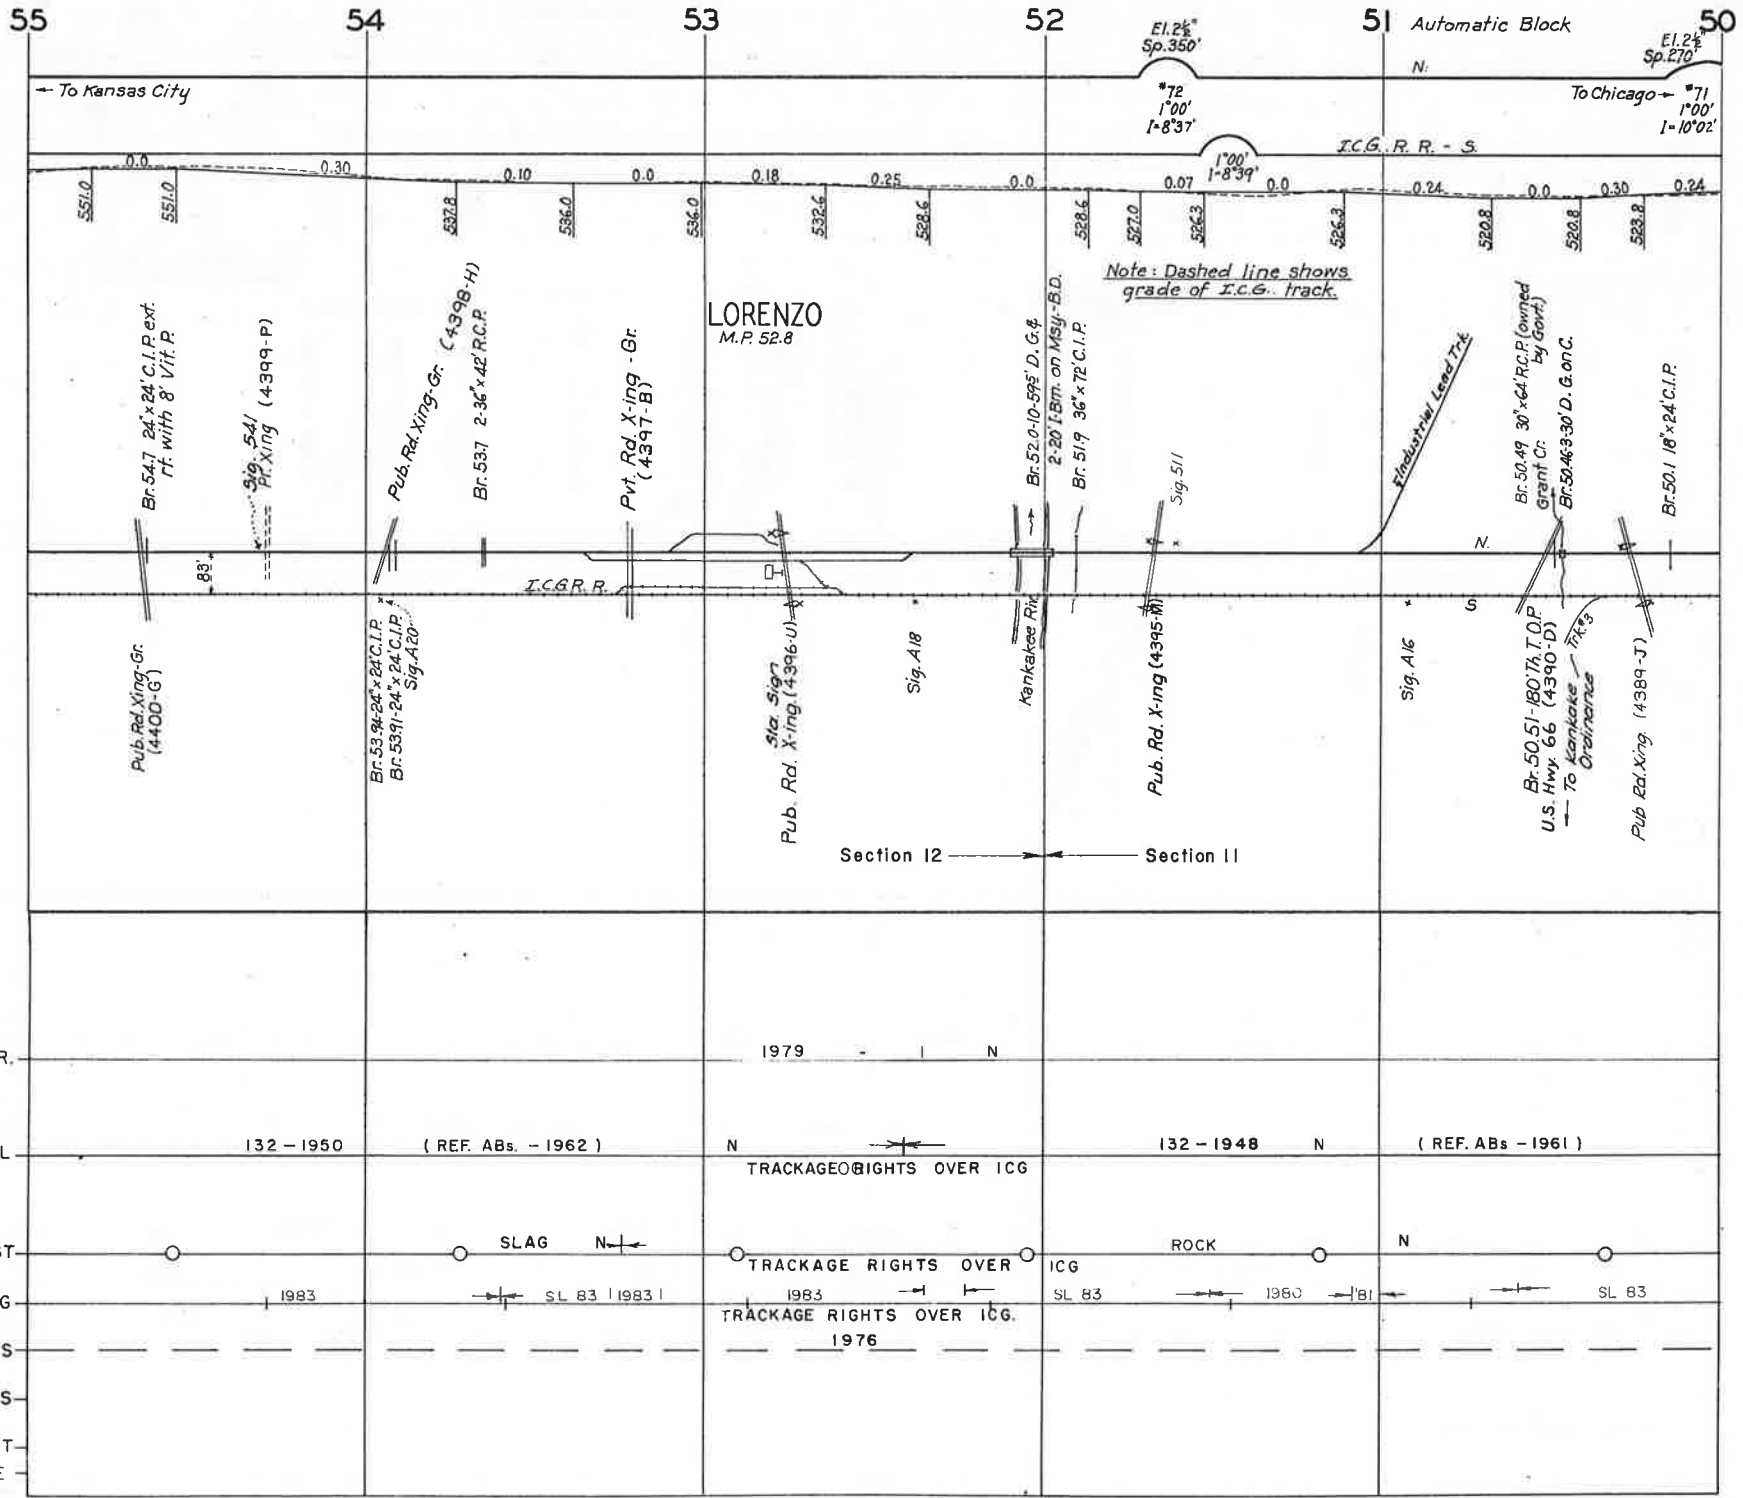 55 54 53 52 51 Automatic Block 50
El. 2½"
Sp. 350'
El. 2½"
Sp. 270'
N.
← To Kansas City
#72
1°00'
I=8°37'
To Chicago →
#71
1°00'
I=10°02'
I.C.G. R. R. - S.
1°00'
I=8°39'
0.0 0.30 0.10 0.0 0.18 0.25 0.0 0.07 0.0 0.24 0.0 0.30 0.24
551.0 551.0 537.8 536.0 536.0 532.6 528.6 528.6 527.0 526.3 526.3 520.8 520.8 523.8
Note: Dashed line shows
grade of I.C.G. track.
LORENZO
M.P. 52.8
Br. 54.7 24"x24' C.I.P. ext.
rt. with 8' Vit. P.
Sig. 541
Pr. Xing (4399-P)
Pub. Rd. Xing-Gr. (4398-H)
Br. 53.7 2-36"x42' R.C.P.
Pvt. Rd. X-ing - Gr.
(4397-B)
Br. 52.0-10-595' D.G. &
2-20' I-Bm. on Msy.-B.D.
Br. 51.9 36"x72' C.I.P.
Sig. 511
Industrial Lead Trk.
Br. 50.49 30"x64' R.C.P. (owned
by Govt.)
Grant Cr.
Br. 50.46-3-30' D. G. on C.
Br. 50.1 18"x24' C.I.P.
83'
N.
I.C.G.R. R.
S
Pub. Rd. Xing-Gr.
(4400-G)
Br. 53.94-24"x24' C.I.P.
Br. 53.91-24"x24' C.I.P.
Sig. A20
Sta. Sign
Pub. Rd. X-ing. (4396-U)
Sig. A18
Kankakee Riv.
Pub. Rd. X-ing (4395-M)
Sig. A16
Br. 50.51-180' Th. T. O.P.
U.S. Hwy. 66 (4390-D)
← To Kankakee
Ordinance
Trk. #3
Pub Rd. Xing. (4389-J)
Section 12 Section 11
R.
1979 - 1 N
L
132 – 1950 (REF. ABs. – 1962) N 132 – 1948 N (REF. ABs – 1961)
TRACKAGE RIGHTS OVER ICG
ST
SLAG N ROCK N
TRACKAGE RIGHTS OVER ICG
G
1983 SL 83 1983 1983 SL 83 1980 '81 SL 83
TRACKAGE RIGHTS OVER ICG.
1976
S
S
T
E